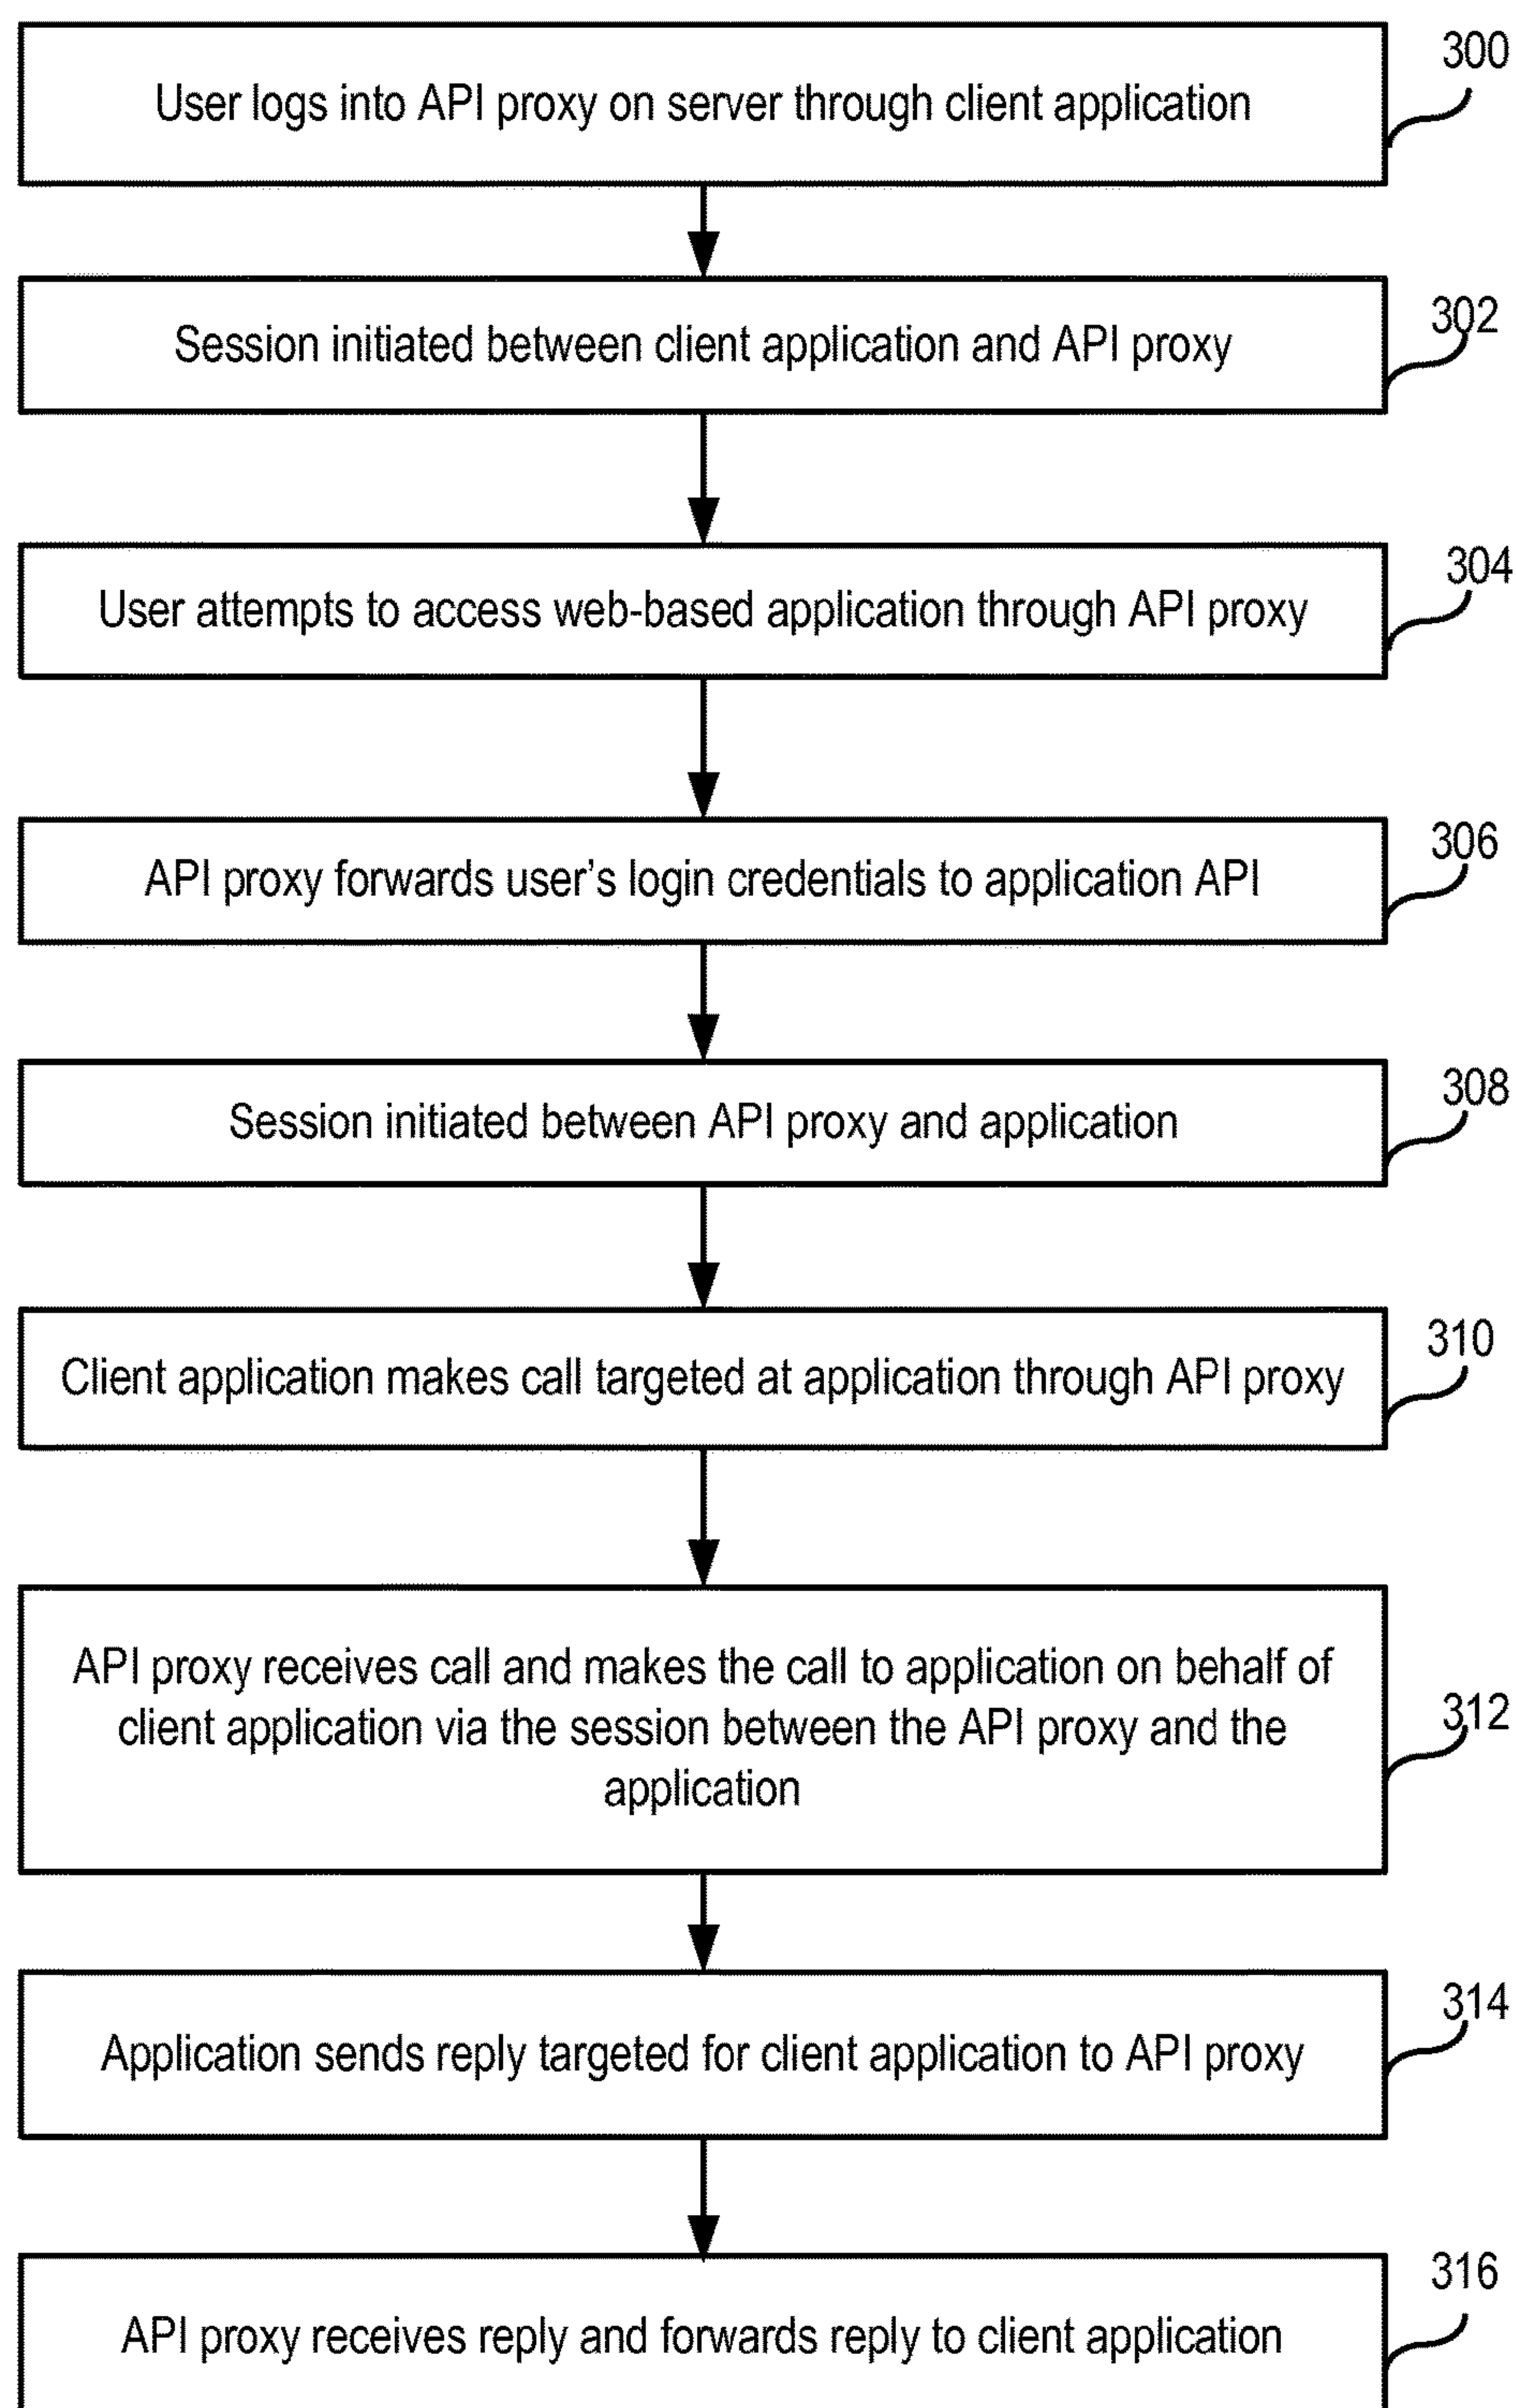 300
User logs into API proxy on server through client application
302
Session initiated between client application and API proxy
304
User attempts to access web-based application through API proxy
306
API proxy forwards user's login credentials to application API
308
Session initiated between API proxy and application
310
Client application makes call targeted at application through API proxy
API proxy receives call and makes the call to application on behalf of
client application via the session between the API proxy and the
application
312
314
Application sends reply targeted for client application to API proxy
316
API proxy receives reply and forwards reply to client application